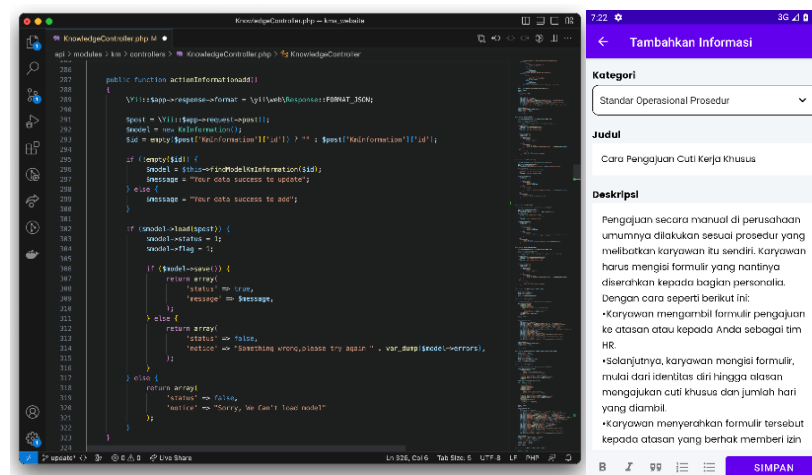 KnowledgeController.php — kms_website
KnowledgeController.php M
api > modules > km > controllers > KnowledgeController.php > KnowledgeController
286
287 public function actionInformationadd()
288 {
289 \Yii::$app->response->format = \yii\web\Response::FORMAT_JSON;
290
291 $post = \Yii::$app->request->post();
292 $model = new KmInformation();
293 $id = empty($post['KmInformation']['id']) ? "" : $post['KmInformation']['id'];
294
295 if (!empty($id)) {
296 $model = $this->findModelKmInformation($id);
297 $message = "Your data success to update";
298 } else {
299 $message = "Your data success to add";
300 }
301
302 if ($model->load($post)) {
303 $model->status = 1;
304 $model->flag = 1;
305
306 if ($model->save()) {
307 return array(
308 'status' => true,
309 'message' => $message,
310 );
311 } else {
312 return array(
313 'status' => false,
314 'notice' => "Something wrong,please try again " . var_dump($model->errors),
315 );
316 }
317 } else {
318 return array(
319 'status' => false,
320 'notice' => "Sorry, We Can't load model"
321 );
322 }
323 }
324
update* 0 0 Live Share Ln 326, Col 6 Tab Size: 5 UTF-8 LF PHP
7:22 3G
Tambahkan Informasi
Kategori
Standar Operasional Prosedur
Judul
Cara Pengajuan Cuti Kerja Khusus
Deskripsi
Pengajuan secara manual di perusahaan
umumnya dilakukan sesuai prosedur yang
melibatkan karyawan itu sendiri. Karyawan
harus mengisi formulir yang nantinya
diserahkan kepada bagian personalia.
Dengan cara seperti berikut ini:
•Karyawan mengambil formulir pengajuan
ke atasan atau kepada Anda sebagai tim
HR.
•Selanjutnya, karyawan mengisi formulir,
mulai dari identitas diri hingga alasan
mengajukan cuti khusus dan jumlah hari
yang diambil.
•Karyawan menyerahkan formulir tersebut
kepada atasan yang berhak memberi izin
B I SIMPAN